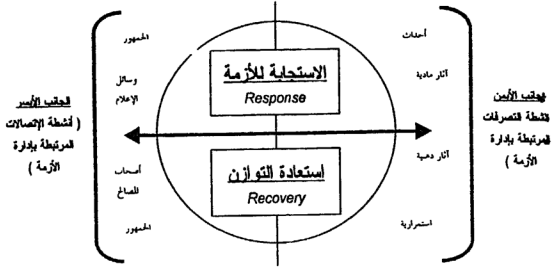 الجمهور
أحداث
الاستجابة للأزمة
Response
وسائل
الإعلام
آثار مادية
الجانب الأيسر
( أنشطة الإتصالات
المرتبطة بإدارة
الأزمة )
الجانب الأيمن
أنشطة التصرفات
المرتبطة بإدارة
الأزمة )
استعادة التوازن
Recovery
أصحاب
المصالح
آثار ذهنية
الجمهور
استمرارية